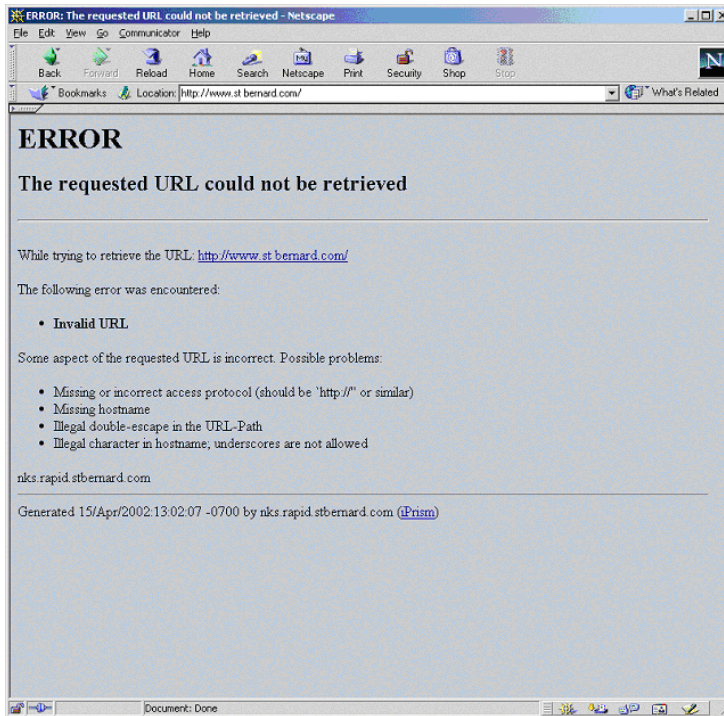 ERROR: The requested URL could not be retrieved - Netscape
File Edit View Go Communicator Help
Back Forward Reload Home Search Netscape Print Security Shop Stop
My
N
Bookmarks Location: http://www.st bernard.com/ What's Related
ERROR
The requested URL could not be retrieved
While trying to retrieve the URL: http://www.st bernard.com/
The following error was encountered:
• Invalid URL
Some aspect of the requested URL is incorrect. Possible problems:
• Missing or incorrect access protocol (should be `http://'' or similar)
• Missing hostname
• Illegal double-escape in the URL-Path
• Illegal character in hostname; underscores are not allowed
nks.rapid.stbernard.com
Generated 15/Apr/2002:13:02:07 -0700 by nks.rapid.stbernard.com (iPrism)
Document: Done